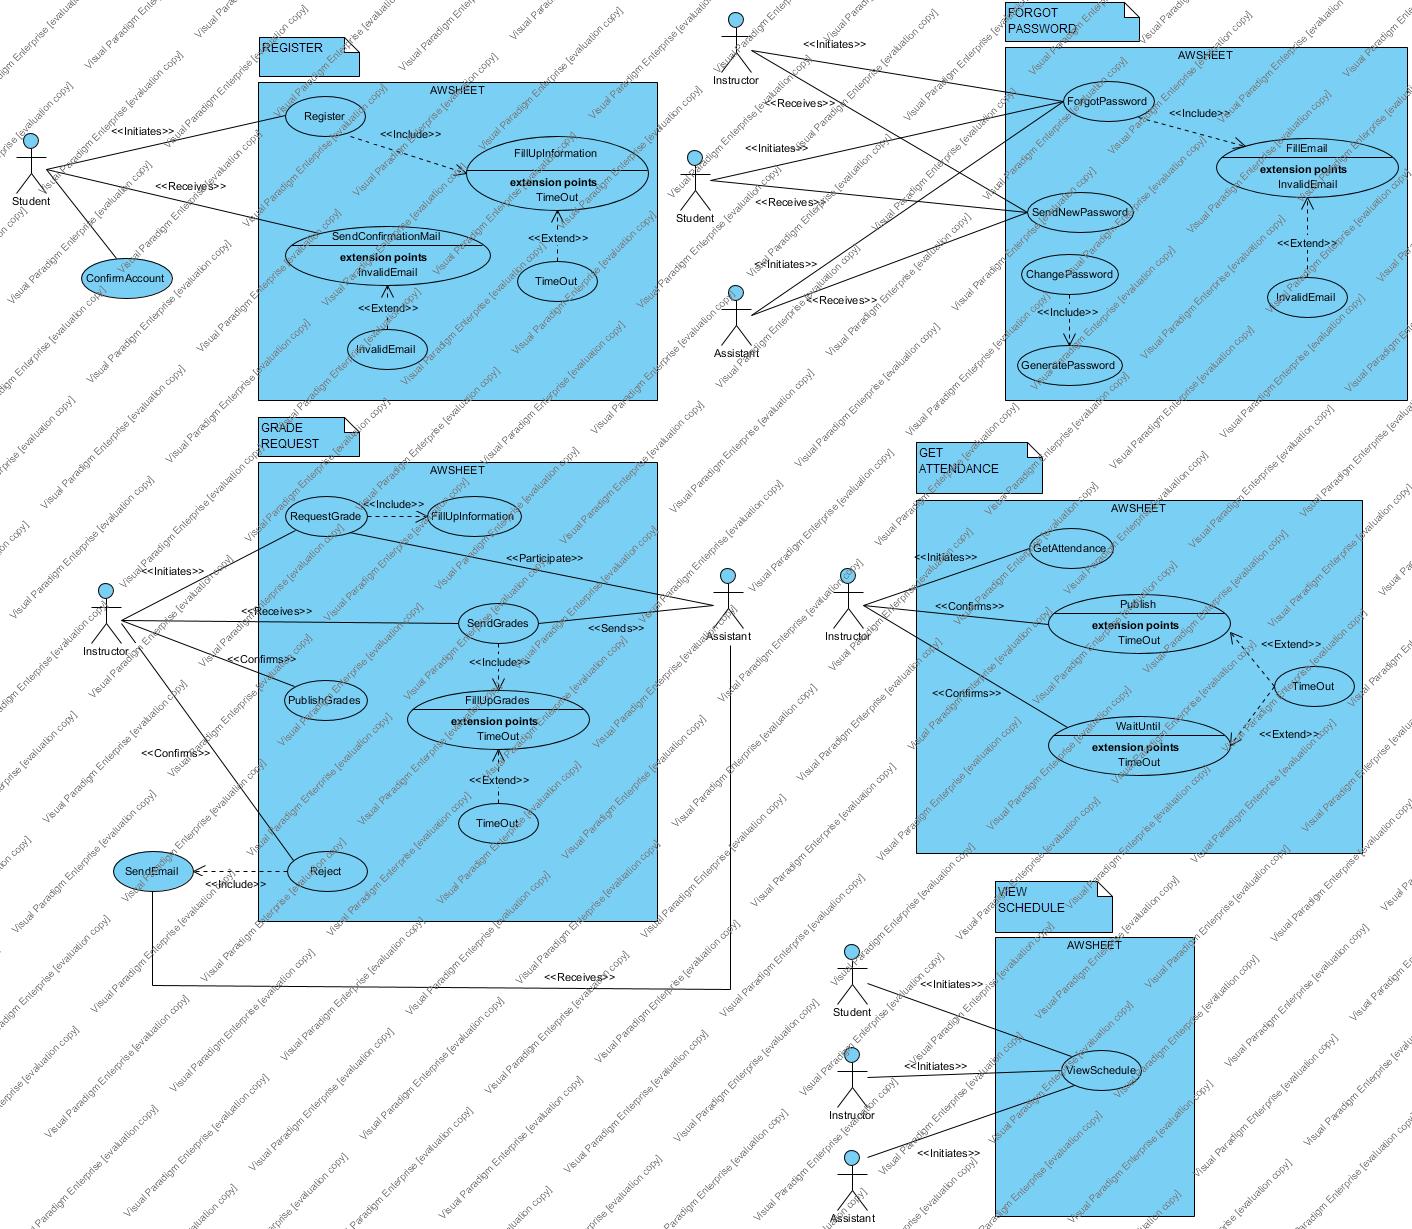 REGISTER
AWSHEET
Register
<<Initiates>>
<<Include>>
FillUpInformation
extension points
TimeOut
<<Receives>>
Student
SendConfirmationMail
extension points
InvalidEmail
<<Extend>>
TimeOut
ConfirmAccount
<<Extend>>
InvalidEmail
FORGOT
PASSWORD
AWSHEET
<<Initiates>>
Instructor
ForgotPassword
<<Receives>>
<<Include>>
<<Initiates>>
FillEmail
extension points
InvalidEmail
Student
<<Receives>>
SendNewPassword
<<Extend>>
<<Initiates>>
ChangePassword
InvalidEmail
<<Receives>>
<<Include>>
Assistant
GeneratePassword
GRADE
REQUEST
AWSHEET
<<Include>>
RequestGrade
FillUpInformation
<<Participate>>
<<Initiates>>
<<Receives>>
SendGrades
<<Sends>>
Assistant
Instructor
<<Confirms>>
<<Include>>
PublishGrades
FillUpGrades
extension points
TimeOut
<<Confirms>>
<<Extend>>
TimeOut
SendEmail
Reject
<<Include>>
<<Receives>>
GET
ATTENDANCE
AWSHEET
GetAttendance
<<Initiates>>
<<Confirms>>
Publish
extension points
TimeOut
Instructor
<<Extend>>
TimeOut
<<Confirms>>
WaitUntil
extension points
TimeOut
<<Extend>>
VIEW
SCHEDULE
AWSHEET
<<Initiates>>
Student
<<Initiates>>
ViewSchedule
Instructor
<<Initiates>>
Assistant
Visual Paradigm Enterprise [evaluation copy]